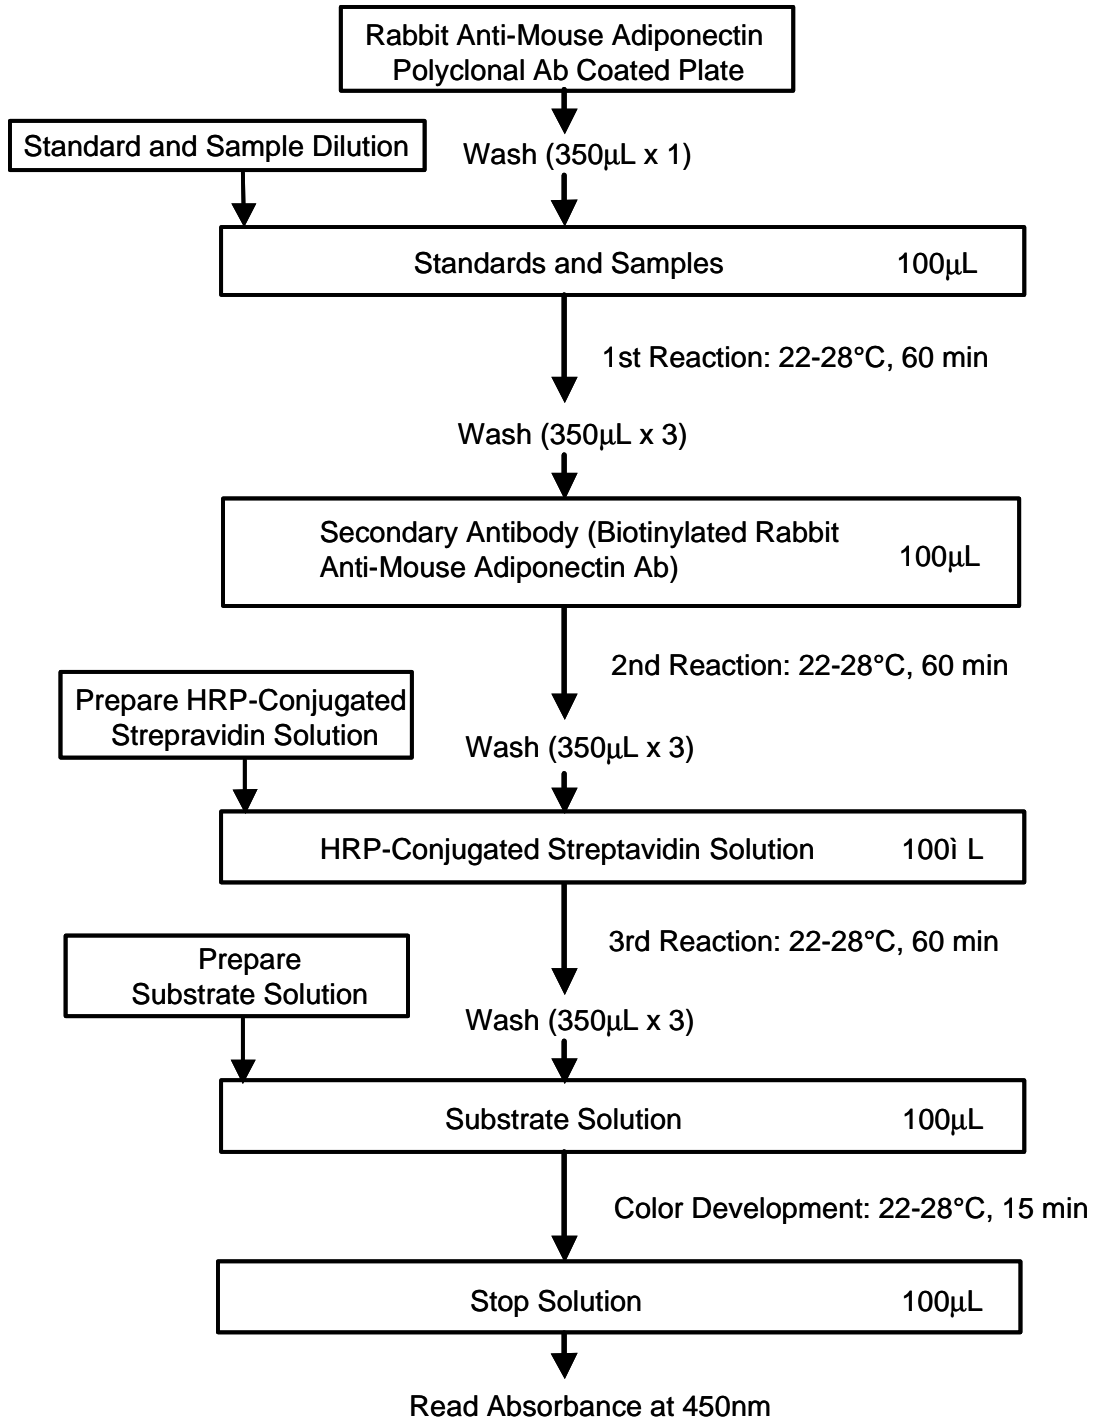 Rabbit Anti-Mouse Adiponectin
Polyclonal Ab Coated Plate
Standard and Sample Dilution
Wash (350μL x 1)
Standards and Samples 100μL
1st Reaction: 22-28°C, 60 min
Wash (350μL x 3)
Secondary Antibody (Biotinylated Rabbit
Anti-Mouse Adiponectin Ab) 100μL
2nd Reaction: 22-28°C, 60 min
Prepare HRP-Conjugated
Strepravidin Solution
Wash (350μL x 3)
HRP-Conjugated Streptavidin Solution 100ì L
3rd Reaction: 22-28°C, 60 min
Prepare
Substrate Solution
Wash (350μL x 3)
Substrate Solution 100μL
Color Development: 22-28°C, 15 min
Stop Solution 100μL
Read Absorbance at 450nm